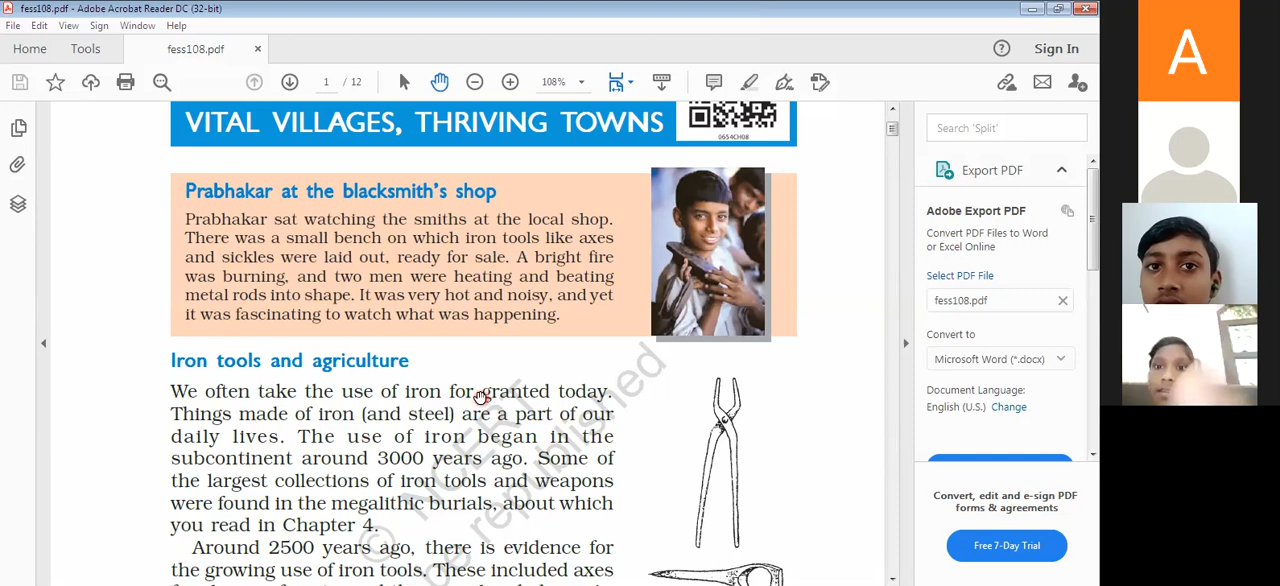 fess108.pdf - Adobe Acrobat Reader DC (32-bit)
File Edit View Sign Window Help
Home Tools fess108.pdf × Sign In
1 / 12 108%
VITAL VILLAGES, THRIVING TOWNS
0654CH08
Prabhakar at the blacksmith's shop
Prabhakar sat watching the smiths at the local shop.
There was a small bench on which iron tools like axes
and sickles were laid out, ready for sale. A bright fire
was burning, and two men were heating and beating
metal rods into shape. It was very hot and noisy, and yet
it was fascinating to watch what was happening.
Iron tools and agriculture
We often take the use of iron for granted today.
Things made of iron (and steel) are a part of our
daily lives. The use of iron began in the
subcontinent around 3000 years ago. Some of
the largest collections of iron tools and weapons
were found in the megalithic burials, about which
you read in Chapter 4.
Around 2500 years ago, there is evidence for
the growing use of iron tools. These included axes
© NCERT
republished
Search 'Split'
Export PDF
Adobe Export PDF
Convert PDF Files to Word
or Excel Online
Select PDF File
fess108.pdf
Convert to
Microsoft Word (*.docx)
Document Language:
English (U.S.) Change
Convert, edit and e-sign PDF
forms & agreements
Free 7-Day Trial
A